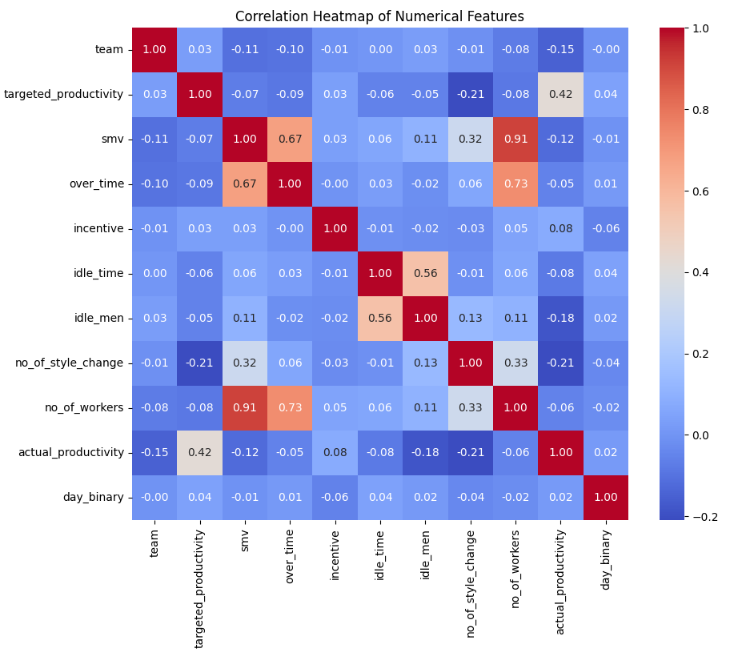 Correlation Heatmap of Numerical Features
team 1.00 0.03 -0.11 -0.10 -0.01 0.00 0.03 -0.01 -0.08 -0.15 -0.00
targeted_productivity 0.03 1.00 -0.07 -0.09 0.03 -0.06 -0.05 -0.21 -0.08 0.42 0.04
smv -0.11 -0.07 1.00 0.67 0.03 0.06 0.11 0.32 0.91 -0.12 -0.01
over_time -0.10 -0.09 0.67 1.00 -0.00 0.03 -0.02 0.06 0.73 -0.05 0.01
incentive -0.01 0.03 0.03 -0.00 1.00 -0.01 -0.02 -0.03 0.05 0.08 -0.06
idle_time 0.00 -0.06 0.06 0.03 -0.01 1.00 0.56 -0.01 0.06 -0.08 0.04
idle_men 0.03 -0.05 0.11 -0.02 -0.02 0.56 1.00 0.13 0.11 -0.18 0.02
no_of_style_change -0.01 -0.21 0.32 0.06 -0.03 -0.01 0.13 1.00 0.33 -0.21 -0.04
no_of_workers -0.08 -0.08 0.91 0.73 0.05 0.06 0.11 0.33 1.00 -0.06 -0.02
actual_productivity -0.15 0.42 -0.12 -0.05 0.08 -0.08 -0.18 -0.21 -0.06 1.00 0.02
day_binary -0.00 0.04 -0.01 0.01 -0.06 0.04 0.02 -0.04 -0.02 0.02 1.00
team
targeted_productivity
smv
over_time
incentive
idle_time
idle_men
no_of_style_change
no_of_workers
actual_productivity
day_binary
1.0
0.8
0.6
0.4
0.2
0.0
−0.2